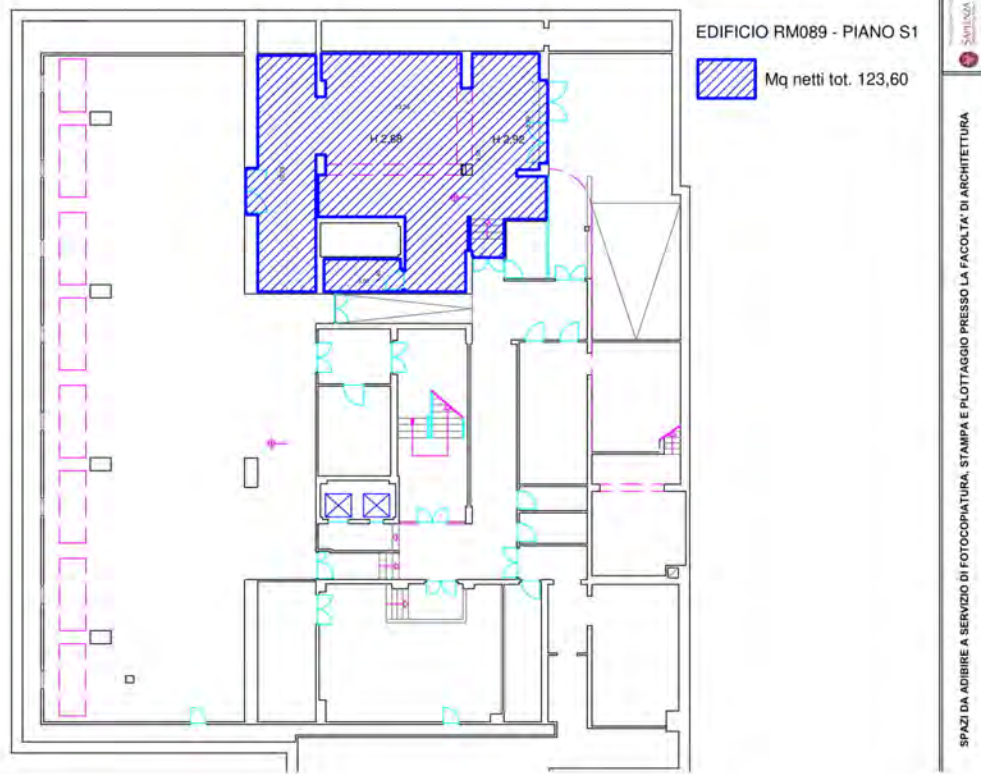 EDIFICIO RM089 - PIANO S1
Mq netti tot. 123,60
H 2,88
H 2,92
SAPIENZA
SPAZI DA ADIBIRE A SERVIZIO DI FOTOCOPIATURA, STAMPA E PLOTTAGGIO PRESSO LA FACOLTA' DI ARCHITETTURA